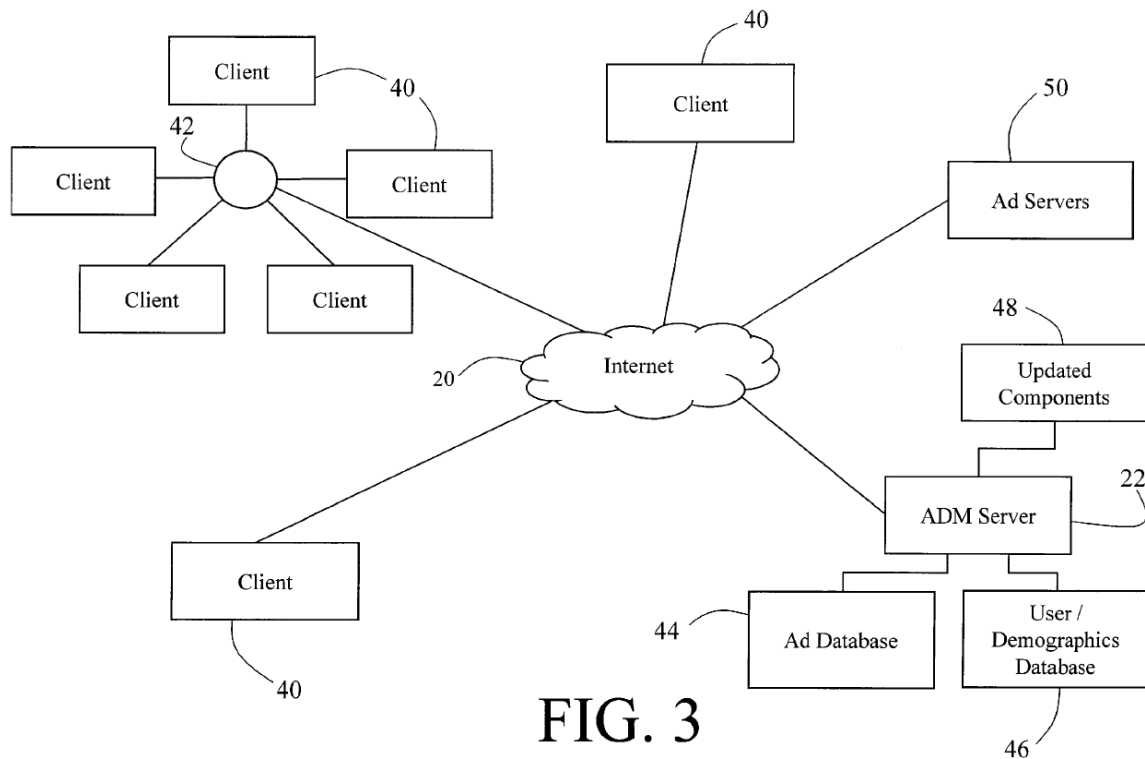 40
Client
Client
40
50
42
Client
Client
Ad Servers
Client
Client
48
20
Internet
Updated
Components
22
ADM Server
Client
44
Ad Database
User /
Demographics
Database
40
FIG. 3
46